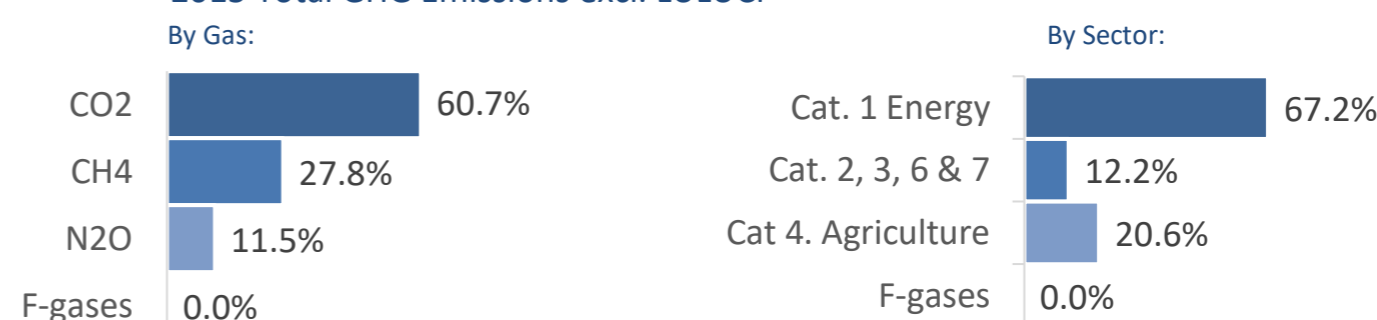 By Gas:
CO2 60.7%
CH4 27.8%
N2O 11.5%
F-gases 0.0%
By Sector:
Cat. 1 Energy 67.2%
Cat. 2, 3, 6 & 7 12.2%
Cat 4. Agriculture 20.6%
F-gases 0.0%